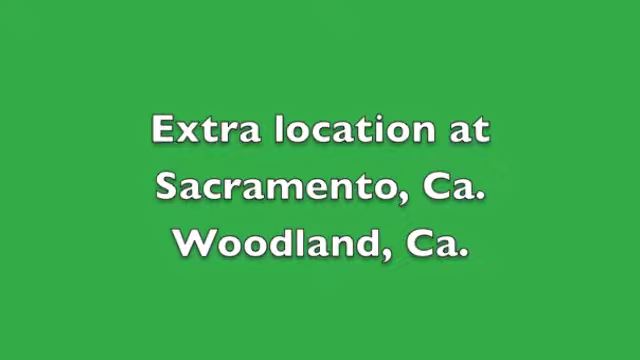 Extra location at
Sacramento, Ca.
Woodland, Ca.